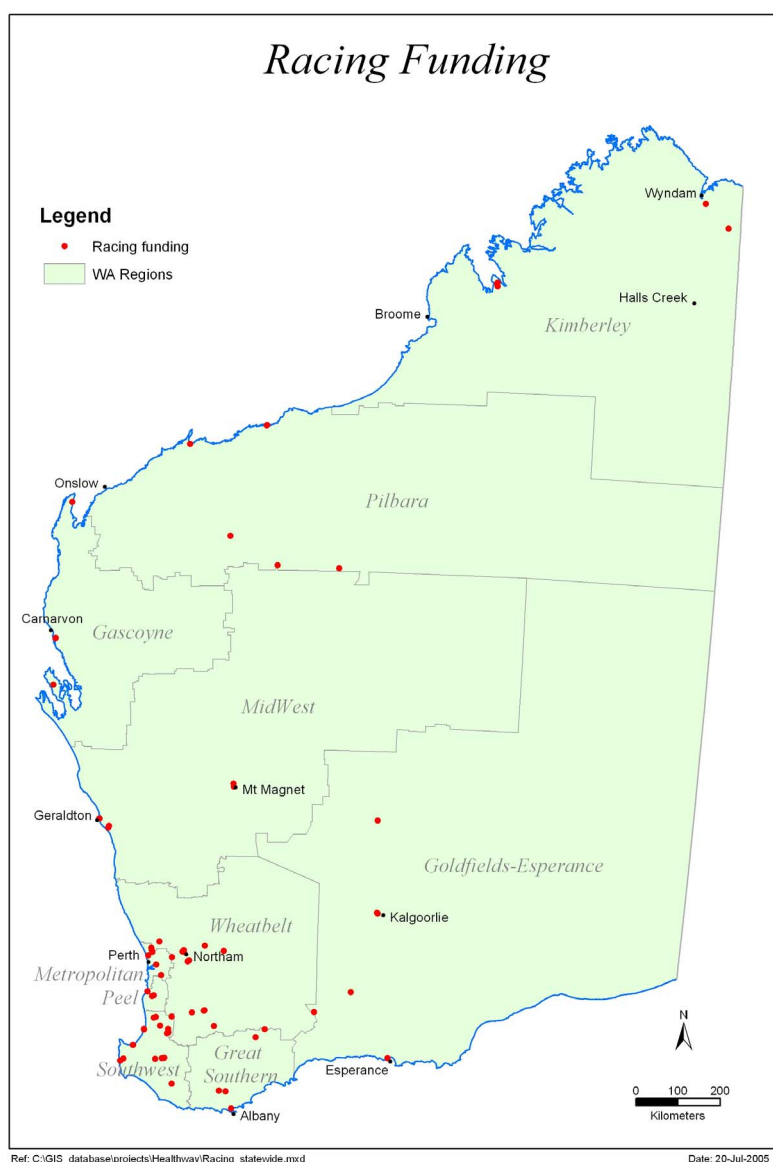 Racing Funding
Legend
Racing funding
WA Regions
Wyndam
Halls Creek
Broome
Kimberley
Onslow
Pilbara
Carnarvon
Gascoyne
MidWest
Mt Magnet
Geraldton
Goldfields-Esperance
Kalgoorlie
Wheatbelt
Perth
Northam
Metropolitan
Peel
Great
Southern
Southwest
Esperance
Albany
N
0 100 200
Kilometers
Ref: C:\GIS_database\projects\Healthway\Racing_statewide.mxd
Date: 20-Jul-2005